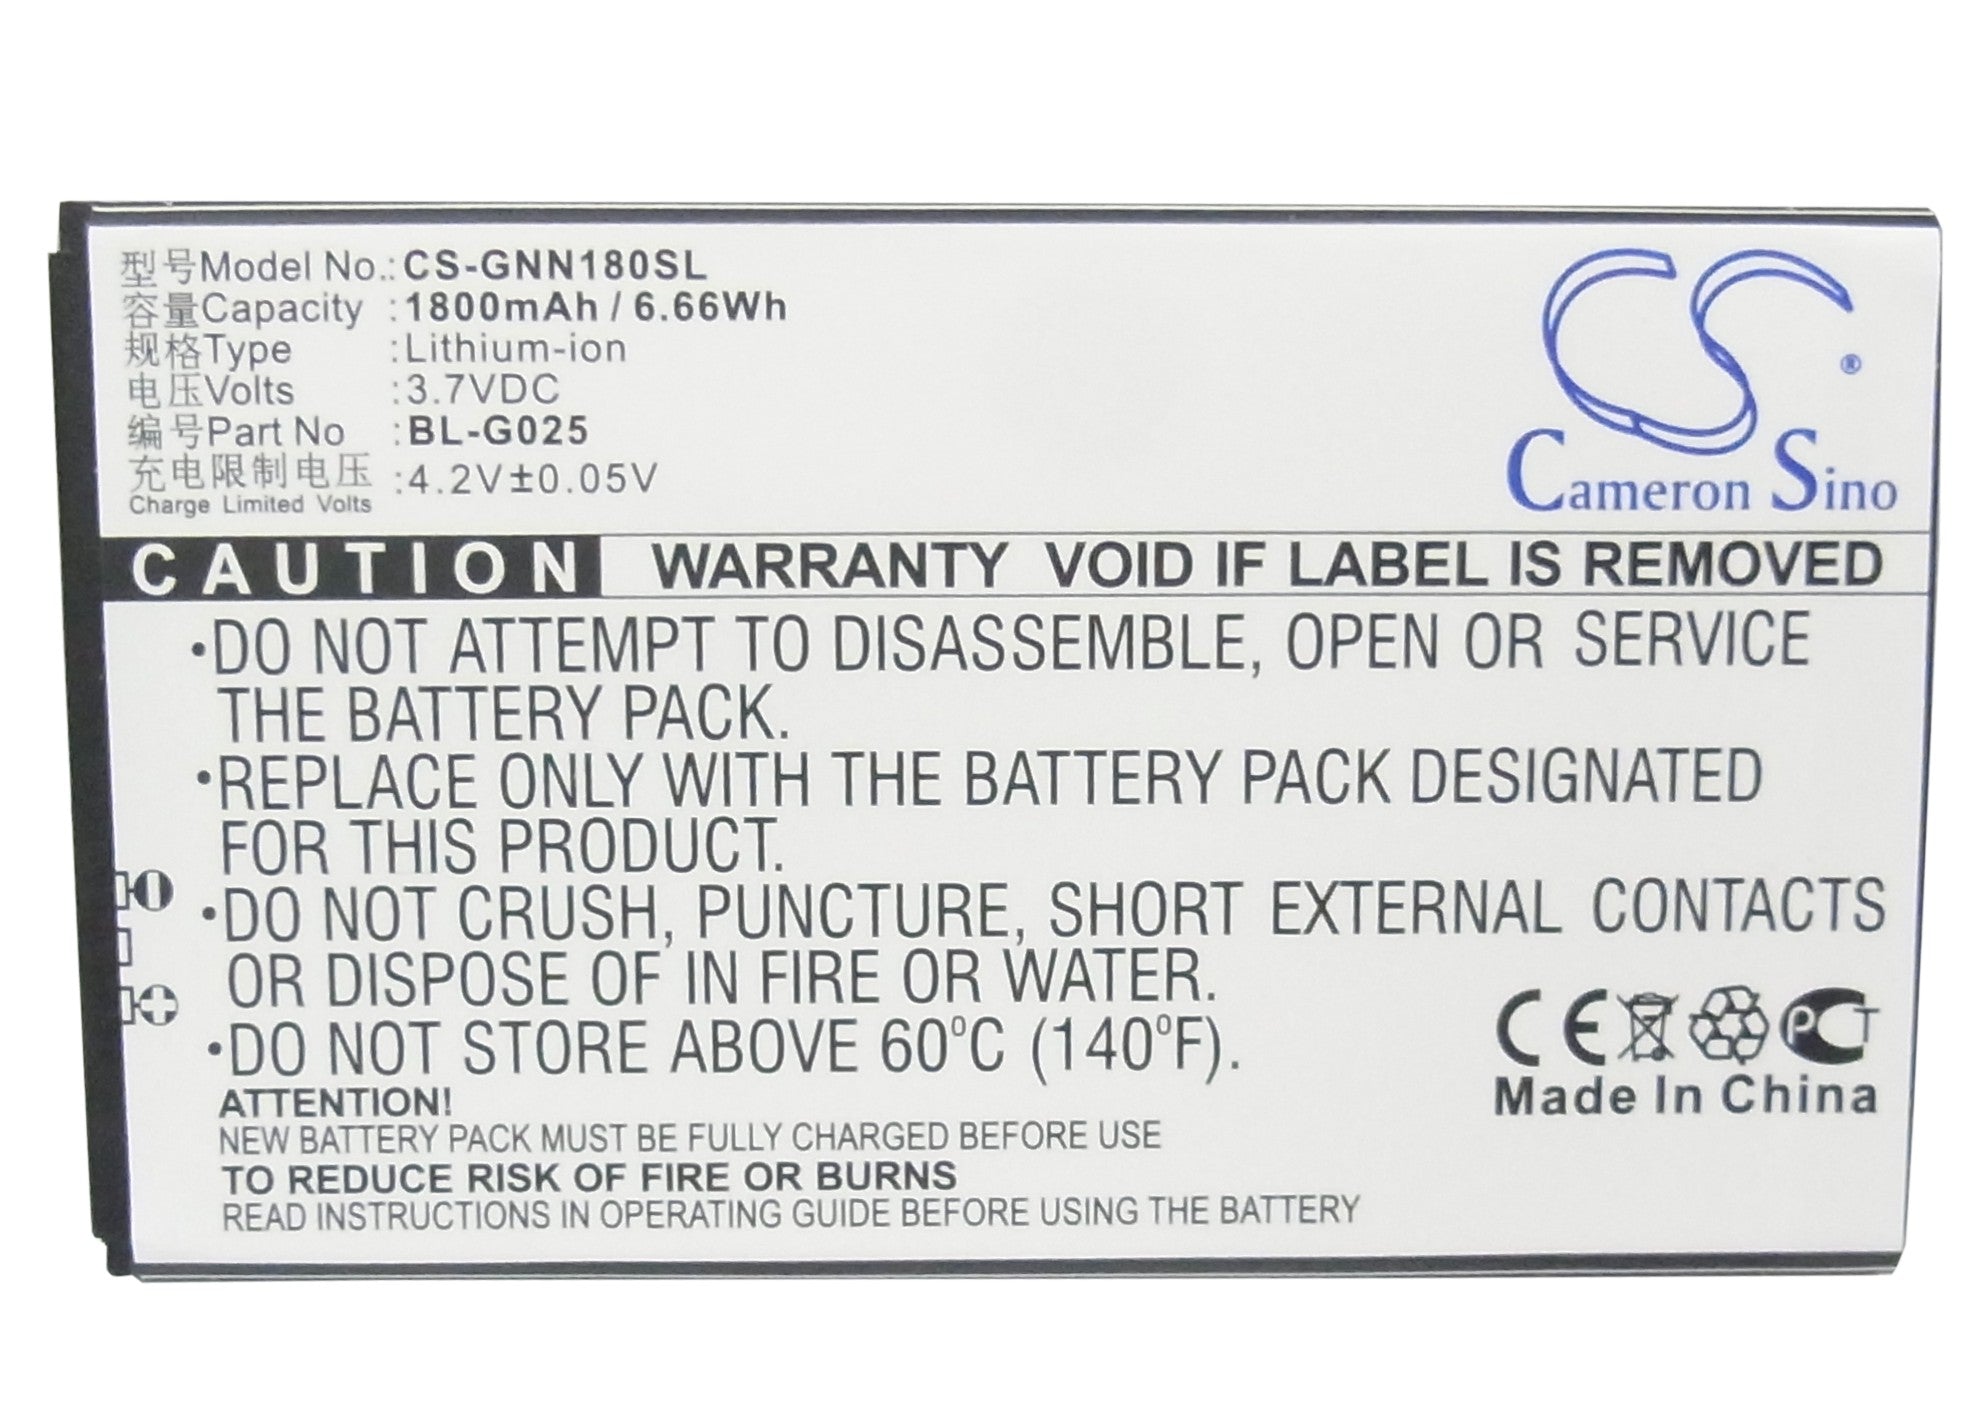 型号Model No.:CS-GNN180SL
容量Capacity :1800mAh / 6.66Wh
规格Type :Lithium-ion
电压Volts :3.7VDC
编号Part No :BL-G025
充电限制电压 :4.2V±0.05V
Charge Limited Volts
CS®
Cameron Sino
CAUTION WARRANTY VOID IF LABEL IS REMOVED
•DO NOT ATTEMPT TO DISASSEMBLE, OPEN OR SERVICE
THE BATTERY PACK.
•REPLACE ONLY WITH THE BATTERY PACK DESIGNATED
FOR THIS PRODUCT.
•DO NOT CRUSH, PUNCTURE, SHORT EXTERNAL CONTACTS
OR DISPOSE OF IN FIRE OR WATER.
•DO NOT STORE ABOVE 60°C (140°F).
CE PCT
Made In China
ATTENTION!
NEW BATTERY PACK MUST BE FULLY CHARGED BEFORE USE
TO REDUCE RISK OF FIRE OR BURNS
READ INSTRUCTIONS IN OPERATING GUIDE BEFORE USING THE BATTERY